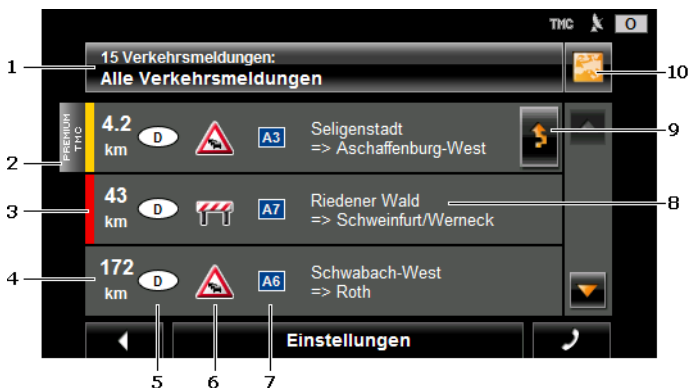 TMC O
1
15 Verkehrsmeldungen:
Alle Verkehrsmeldungen
10
2
PREMIUM
TMC
4.2
km
D
A3
Seligenstadt
=> Aschaffenburg-West
9
3
43
km
D
A7
Riedener Wald
=> Schweinfurt/Werneck
8
4
172
km
D
A6
Schwabach-West
=> Roth
Einstellungen
5 6 7